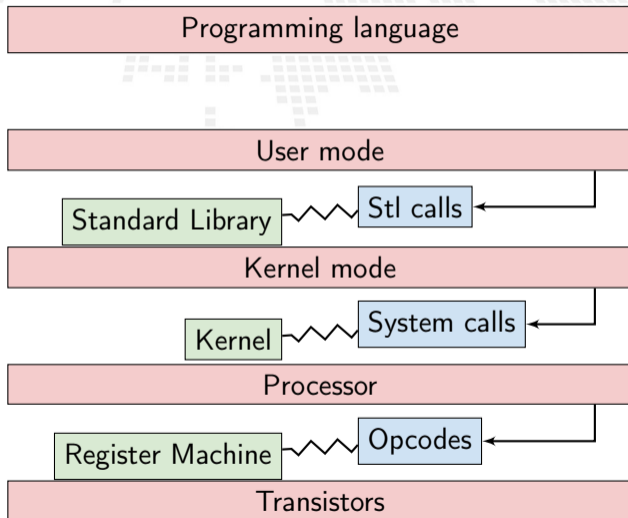 Programming language
User mode
Stl calls
Standard Library
Kernel mode
System calls
Kernel
Processor
Opcodes
Register Machine
Transistors